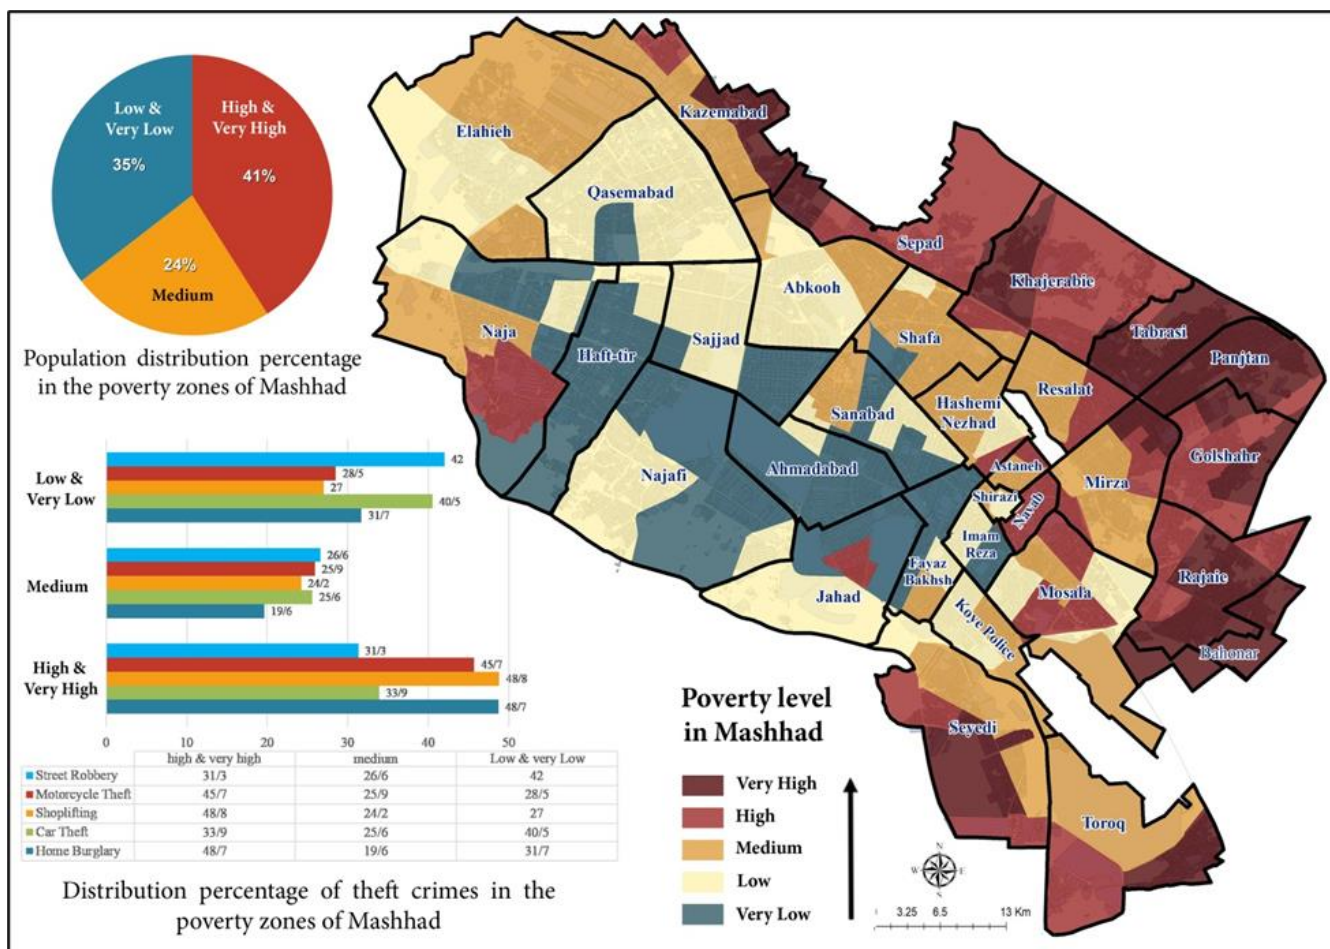 Low &
Very Low
35%
High &
Very High
41%
24%
Medium
Population distribution percentage
in the poverty zones of Mashhad
Low &
Very Low
42
28/5
27
40/5
31/7
Medium
26/6
25/9
24/2
25/6
19/6
High &
Very High
31/3
45/7
48/8
33/9
48/7
0 10 20 30 40 50
high & very high medium Low & very Low
Street Robbery 31/3 26/6 42
Motorcycle Theft 45/7 25/9 28/5
Shoplifting 48/8 24/2 27
Car Theft 33/9 25/6 40/5
Home Burglary 48/7 19/6 31/7
Distribution percentage of theft crimes in the
poverty zones of Mashhad
Kazemabad
Elahieh
Qasemabad
Sepad
Khajerabie
Abkooh
Tabrasi
Naja
Haft-tir
Sajjad
Shafa
Panjtan
Resalat
Sanabad
Hashemi
Nezhad
Golshahr
Najafi
Ahmadabad
Astaneh
Mirza
Shirazi
Navab
Imam
Reza
Fayaz
Bakhsh
Rajaie
Jahad
Mosala
Koye Police
Bahonar
Seyedi
Toroq
Poverty level
in Mashhad
Very High
High
Medium
Low
Very Low
N
W E
S
3.25 6.5 13 Km